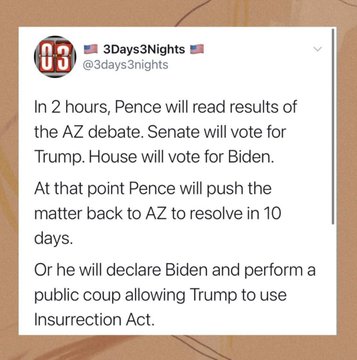 03
🇺🇸 3Days3Nights 🇺🇸
@3days3nights
In 2 hours, Pence will read results of
the AZ debate. Senate will vote for
Trump. House will vote for Biden.
At that point Pence will push the
matter back to AZ to resolve in 10
days.
Or he will declare Biden and perform a
public coup allowing Trump to use
Insurrection Act.